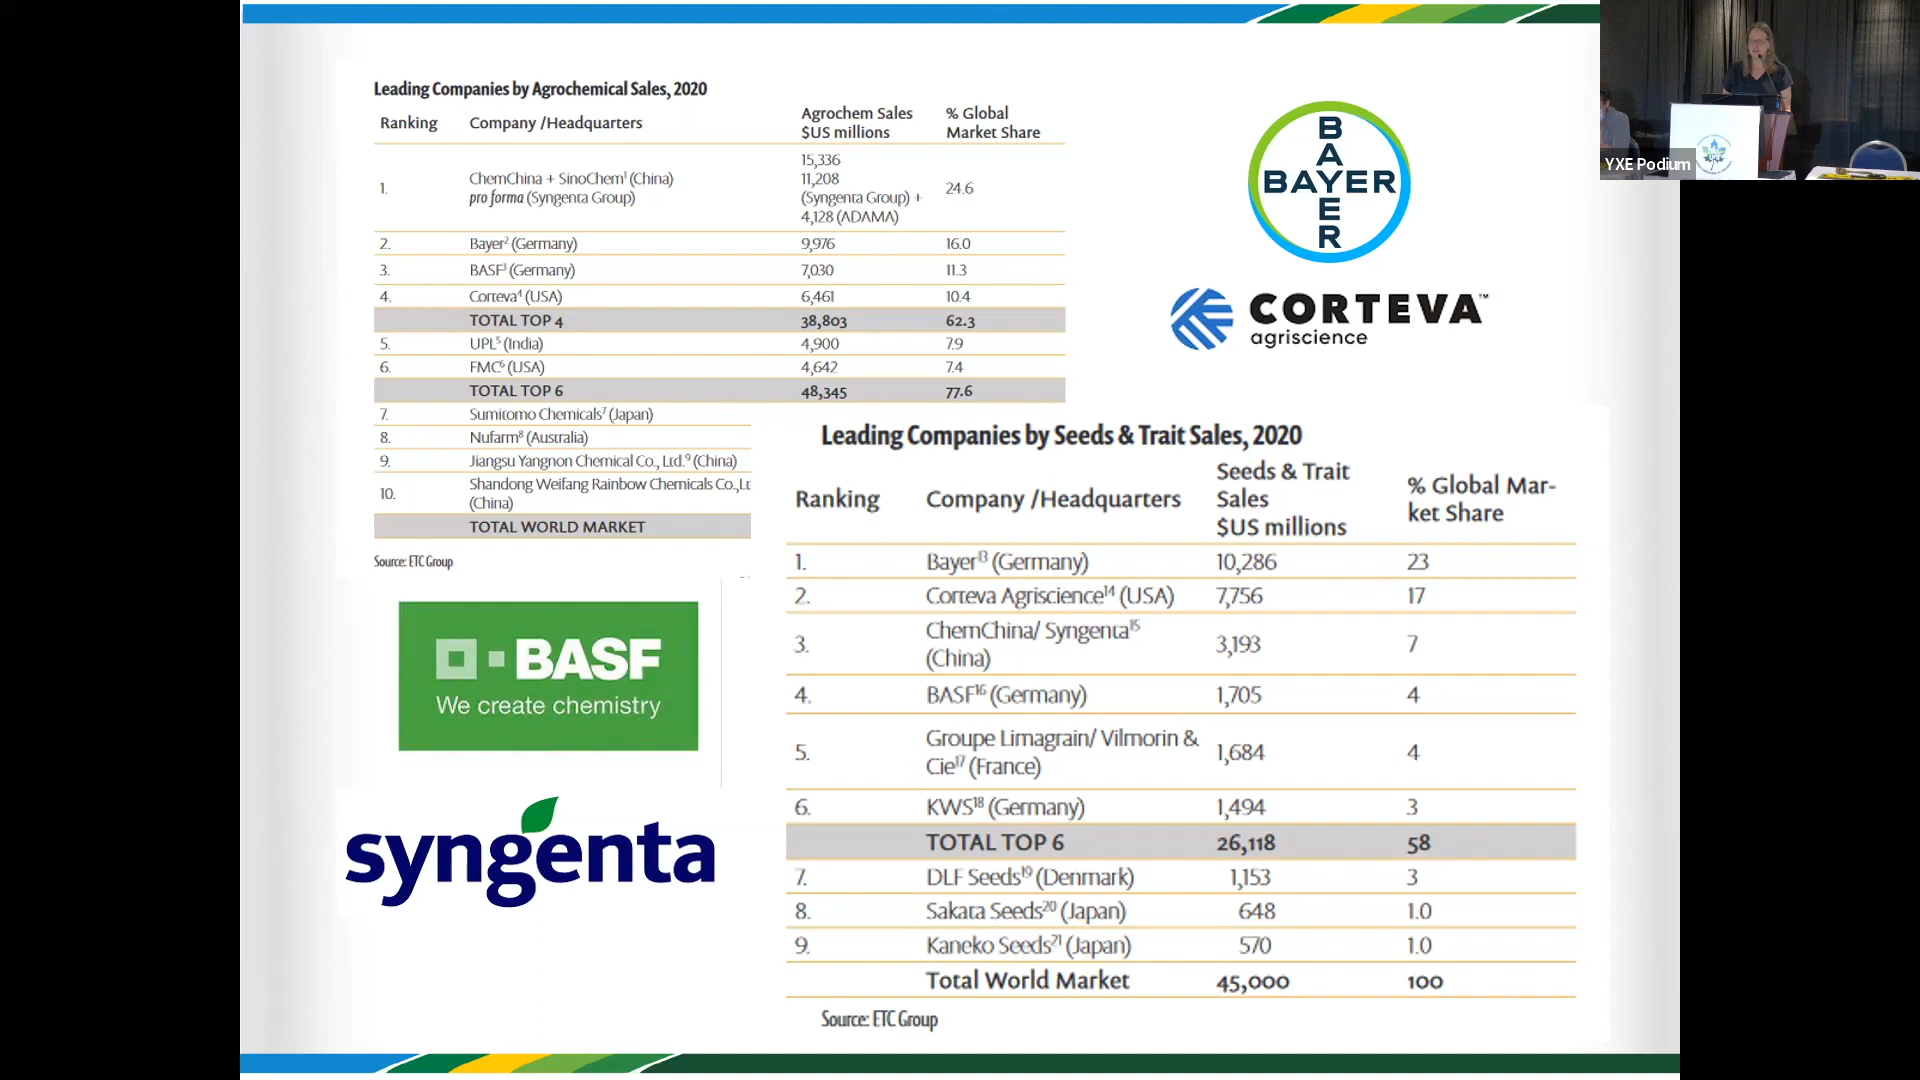 Leading Companies by Agrochemical Sales, 2020
Ranking Company /Headquarters Agrochem Sales $US millions % Global Market Share
1. ChemChina + SinoChem¹ (China) pro forma (Syngenta Group) 15,336 11,208 (Syngenta Group) + 4,128 (ADAMA) 24.6
2. Bayer² (Germany) 9,976 16.0
3. BASF³ (Germany) 7,030 11.3
4. Corteva⁴ (USA) 6,461 10.4
TOTAL TOP 4 38,803 62.3
5. UPL⁵ (India) 4,900 7.9
6. FMC⁶ (USA) 4,642 7.4
TOTAL TOP 6 48,345 77.6
7. Sumitomo Chemicals⁷ (Japan)
8. Nufarm⁸ (Australia)
9. Jiangsu Yangnon Chemical Co., Ltd.⁹ (China)
10. Shandong Weifang Rainbow Chemicals Co.,Lt (China)
TOTAL WORLD MARKET
Source: ETC Group
BAYER
BAYER
CORTEVA™
agriscience
YXE Podium
Leading Companies by Seeds & Trait Sales, 2020
Ranking Company /Headquarters Seeds & Trait Sales $US millions % Global Mar-ket Share
1. Bayer¹³ (Germany) 10,286 23
2. Corteva Agriscience¹⁴ (USA) 7,756 17
3. ChemChina/ Syngenta¹⁵ (China) 3,193 7
4. BASF¹⁶ (Germany) 1,705 4
5. Groupe Limagrain/ Vilmorin & Cie¹⁷ (France) 1,684 4
6. KWS¹⁸ (Germany) 1,494 3
TOTAL TOP 6 26,118 58
7. DLF Seeds¹⁹ (Denmark) 1,153 3
8. Sakata Seeds²⁰ (Japan) 648 1.0
9. Kaneko Seeds²¹ (Japan) 570 1.0
Total World Market 45,000 100
Source: ETC Group
BASF
We create chemistry
syngenta